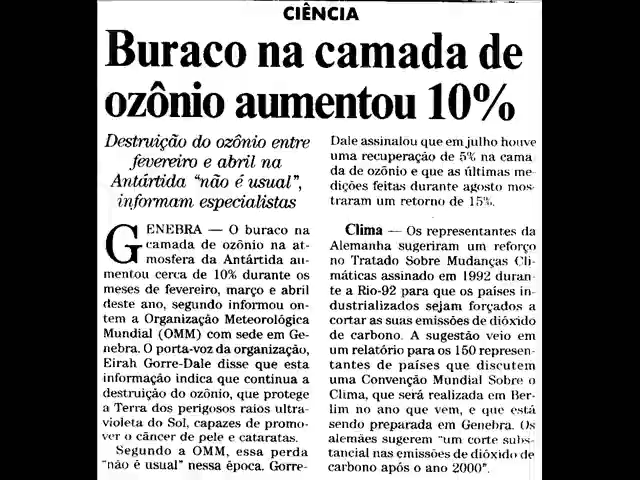 CIÊNCIA
Buraco na camada de
ozônio aumentou 10%
Destruição do ozônio entre
fevereiro e abril na
Antártida “não é usual”,
informam especialistas
GENEBRA — O buraco na
camada de ozônio na at-
mosfera da Antártida au-
mentou cerca de 10% durante os
meses de fevereiro, março e abril
deste ano, segundo informou on-
tem a Organização Meteorológica
Mundial (OMM) com sede em Ge-
nebra. O porta-voz da organização,
Eirah Gorre-Dale disse que esta
informação indica que continua a
destruição do ozônio, que protege
a Terra dos perigosos raios ultra-
violeta do Sol, capazes de promo-
ver o câncer de pele e cataratas.
Segundo a OMM, essa perda
“não é usual” nessa época. Gorre-
Dale assinalou que em julho houve
uma recuperação de 5% na cama
da de ozônio e que as últimas me
dições feitas durante agosto mos
traram um retorno de 15%.
Clima — Os representantes da
Alemanha sugeriram um reforço
no Tratado Sobre Mudanças Cli
máticas assinado em 1992 duran
te a Rio-92 para que os países in
dustrializados sejam forçados a
cortar as suas emissões de dióxido
de carbono. A sugestão veio em
um relatório para os 150 represen
tantes de países que discutem
uma Convenção Mundial Sobre o
Clima, que será realizada em Ber
lim no ano que vem, e que está
sendo preparada em Genebra. Os
alemães sugerem “um corte subs
tancial nas emissões de dióxido de
carbono após o ano 2000”.